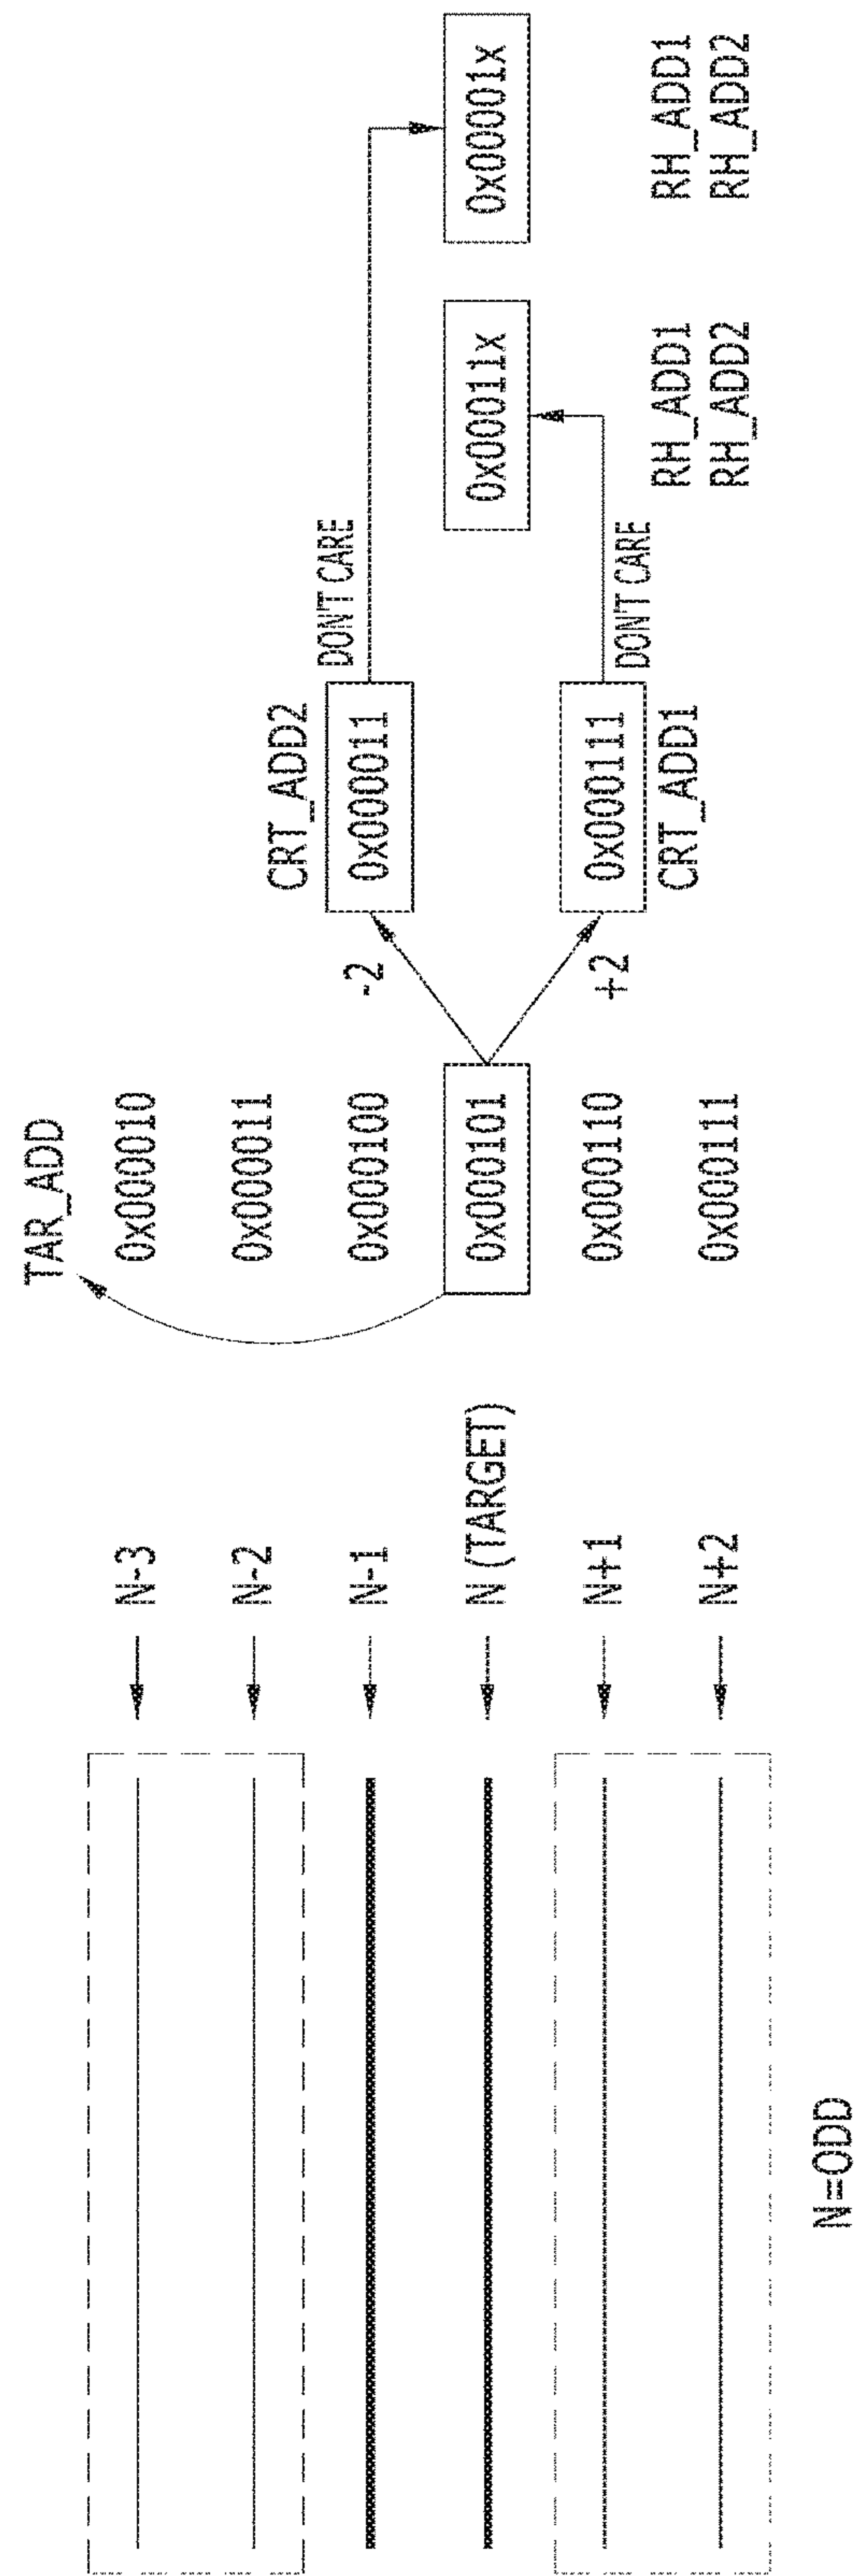 TAR_ADD
N-3
0x000010
N-2
0x000011
N-1
0x000100
N (TARGET)
0x000101
N+1
0x000110
N+2
0x000111
-2
+2
CRT_ADD2
0x000011
DON'T CARE
0x000111
CRT_ADD1
DON'T CARE
0x00011x
0x00001x
RH_ADD1
RH_ADD2
RH_ADD1
RH_ADD2
N=ODD